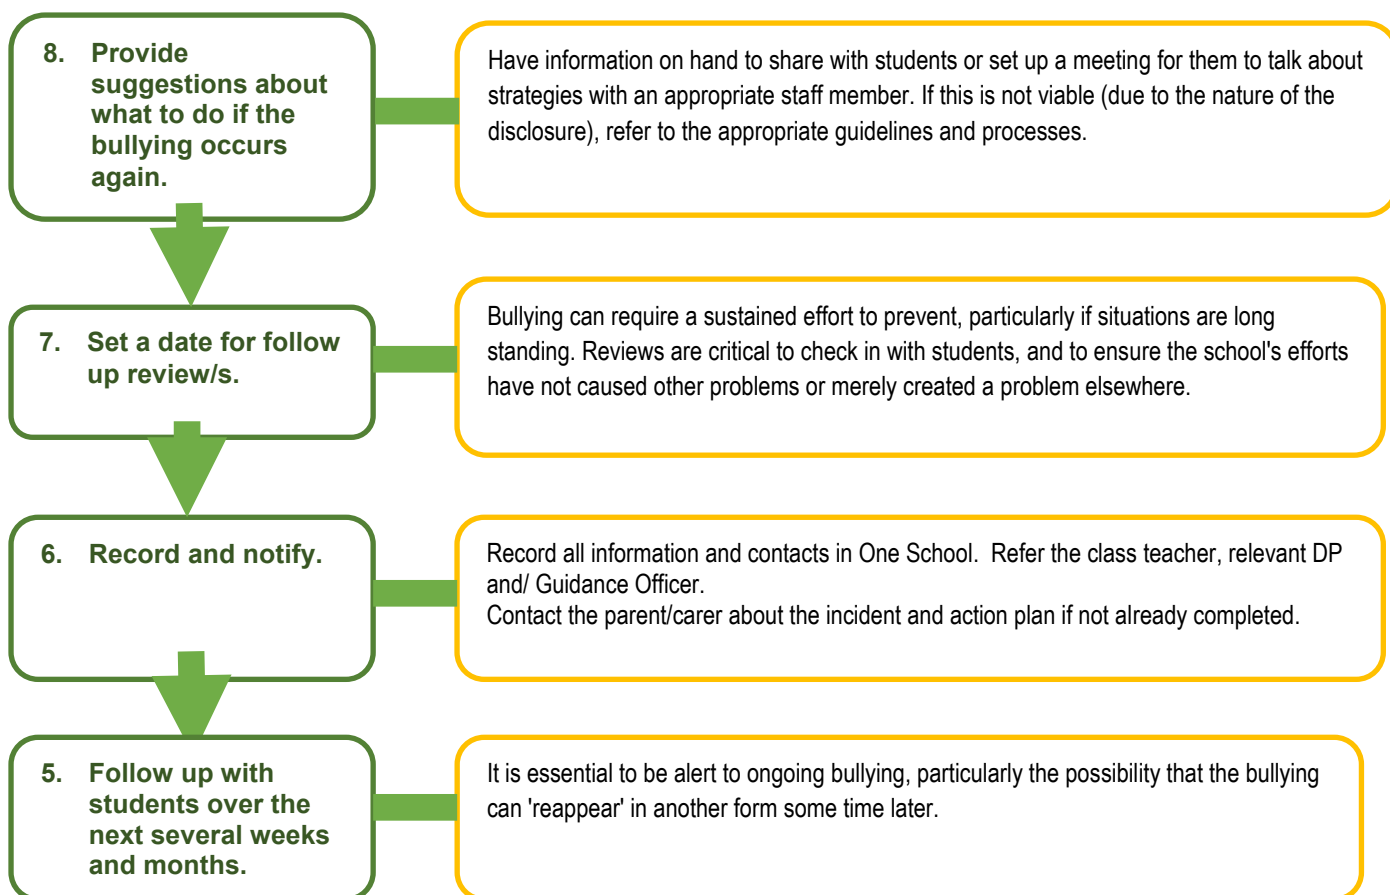 8. Provide
suggestions about
what to do if the
bullying occurs
again.
Have information on hand to share with students or set up a meeting for them to talk about
strategies with an appropriate staff member. If this is not viable (due to the nature of the
disclosure), refer to the appropriate guidelines and processes.
7. Set a date for follow
up review/s.
Bullying can require a sustained effort to prevent, particularly if situations are long
standing. Reviews are critical to check in with students, and to ensure the school's efforts
have not caused other problems or merely created a problem elsewhere.
6. Record and notify.
Record all information and contacts in One School. Refer the class teacher, relevant DP
and/ Guidance Officer.
Contact the parent/carer about the incident and action plan if not already completed.
5. Follow up with
students over the
next several weeks
and months.
It is essential to be alert to ongoing bullying, particularly the possibility that the bullying
can 'reappear' in another form some time later.